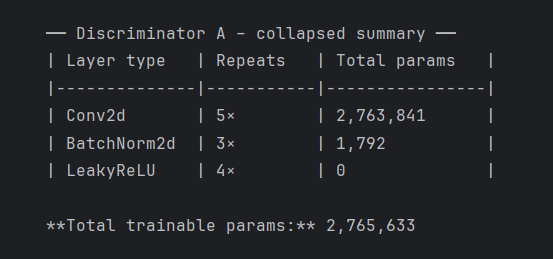 ── Discriminator A – collapsed summary ──
| Layer type   | Repeats   | Total params   |
|--------------|-----------|----------------|
| Conv2d       | 5×        | 2,763,841      |
| BatchNorm2d  | 3×        | 1,792          |
| LeakyReLU    | 4×        | 0              |
**Total trainable params:** 2,765,633